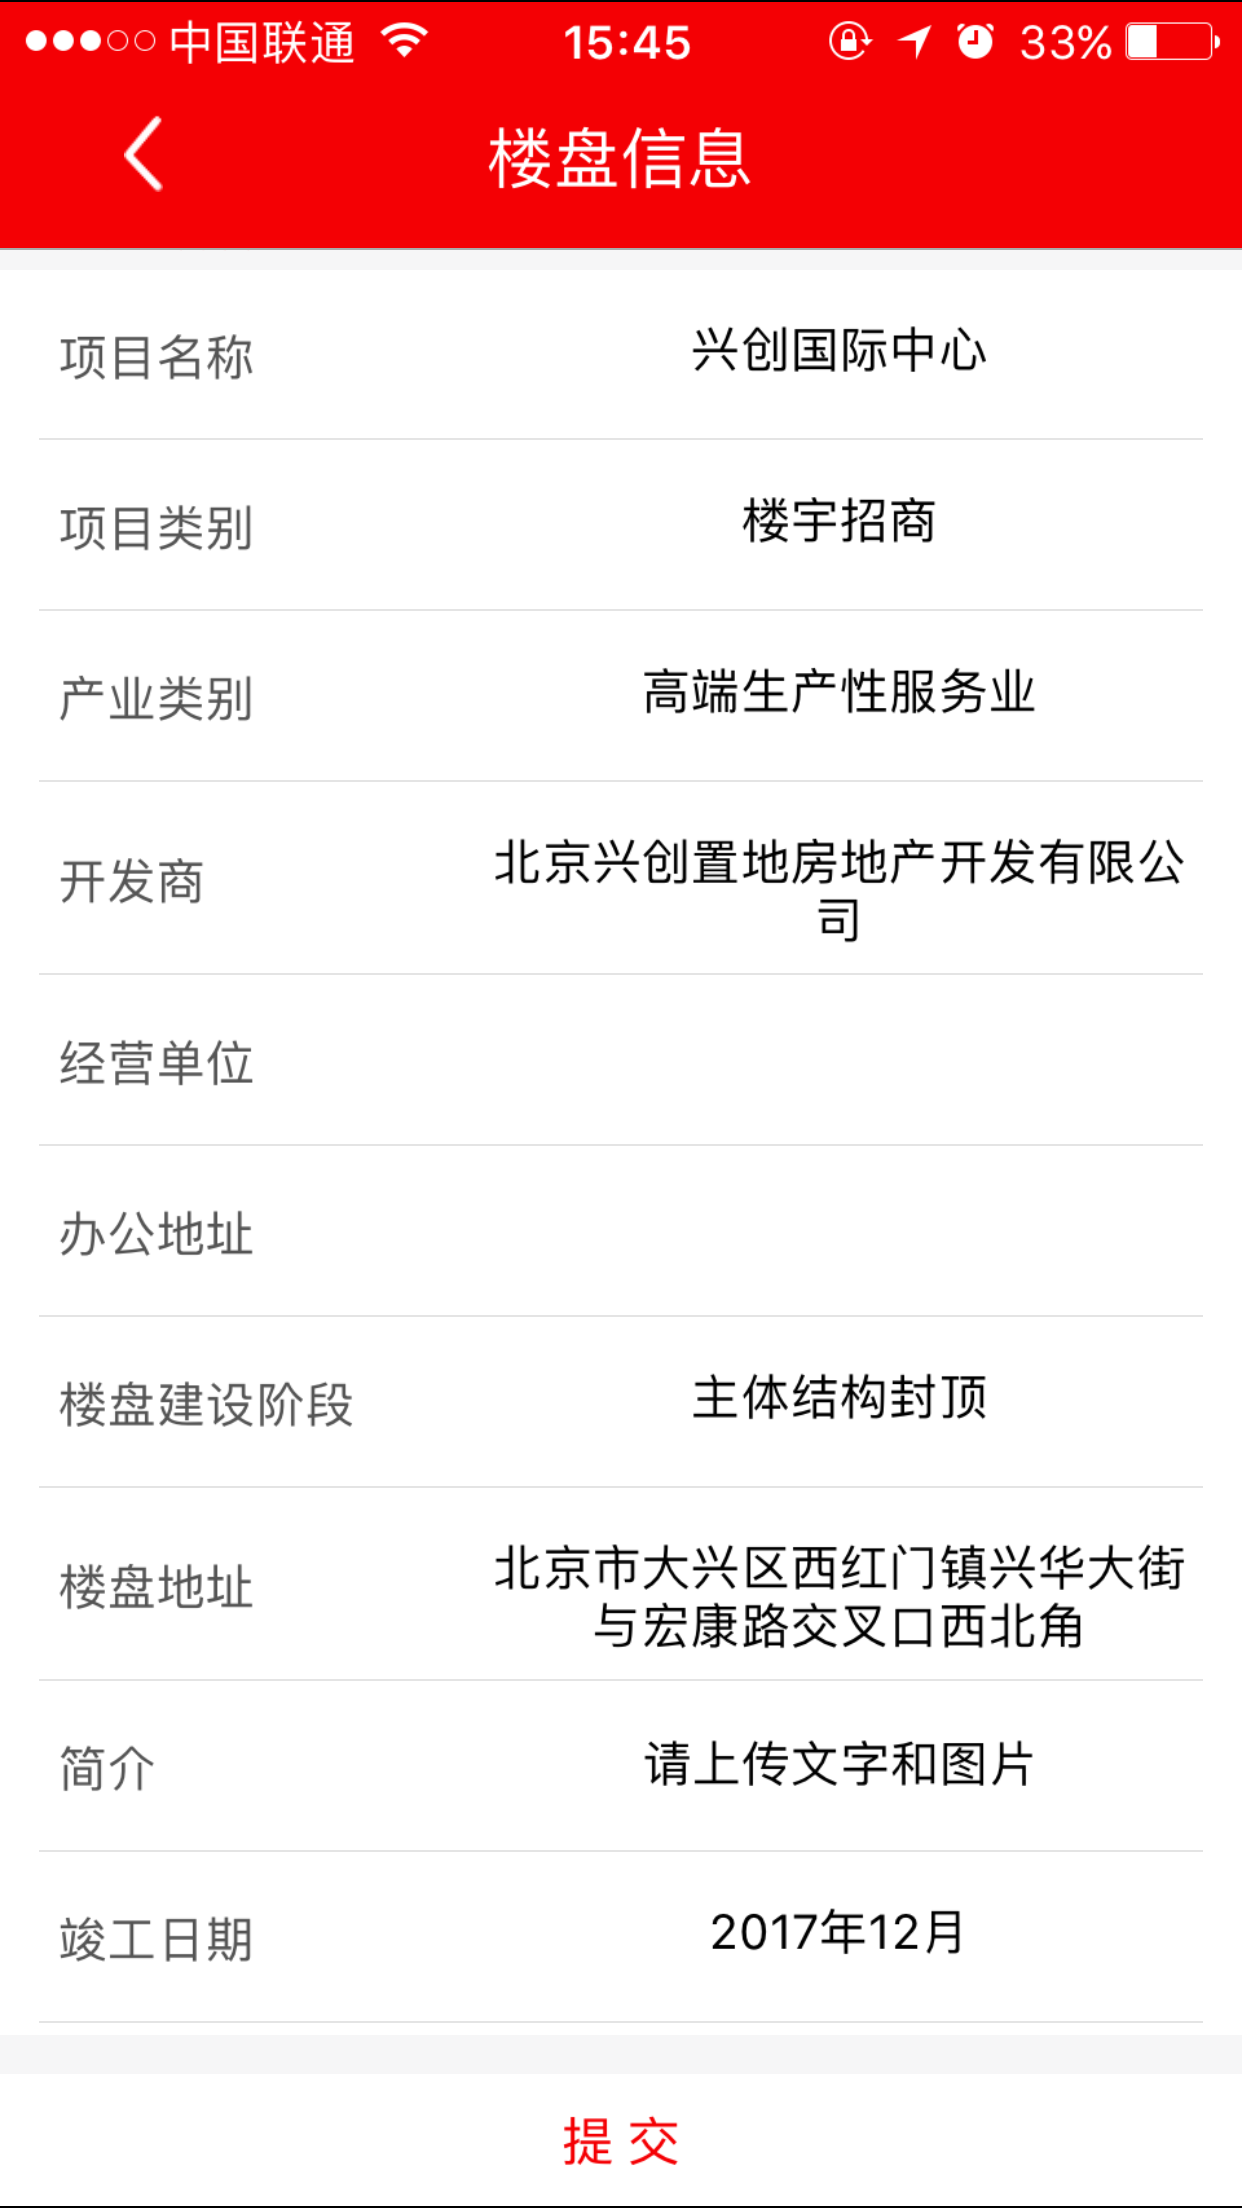 中国联通 15:45 33%
楼盘信息
项目名称 兴创国际中心
项目类别 楼宇招商
产业类别 高端生产性服务业
开发商 北京兴创置地房地产开发有限公
司
经营单位
办公地址
楼盘建设阶段 主体结构封顶
楼盘地址 北京市大兴区西红门镇兴华大街
与宏康路交叉口西北角
简介 请上传文字和图片
竣工日期 2017年12月
提交